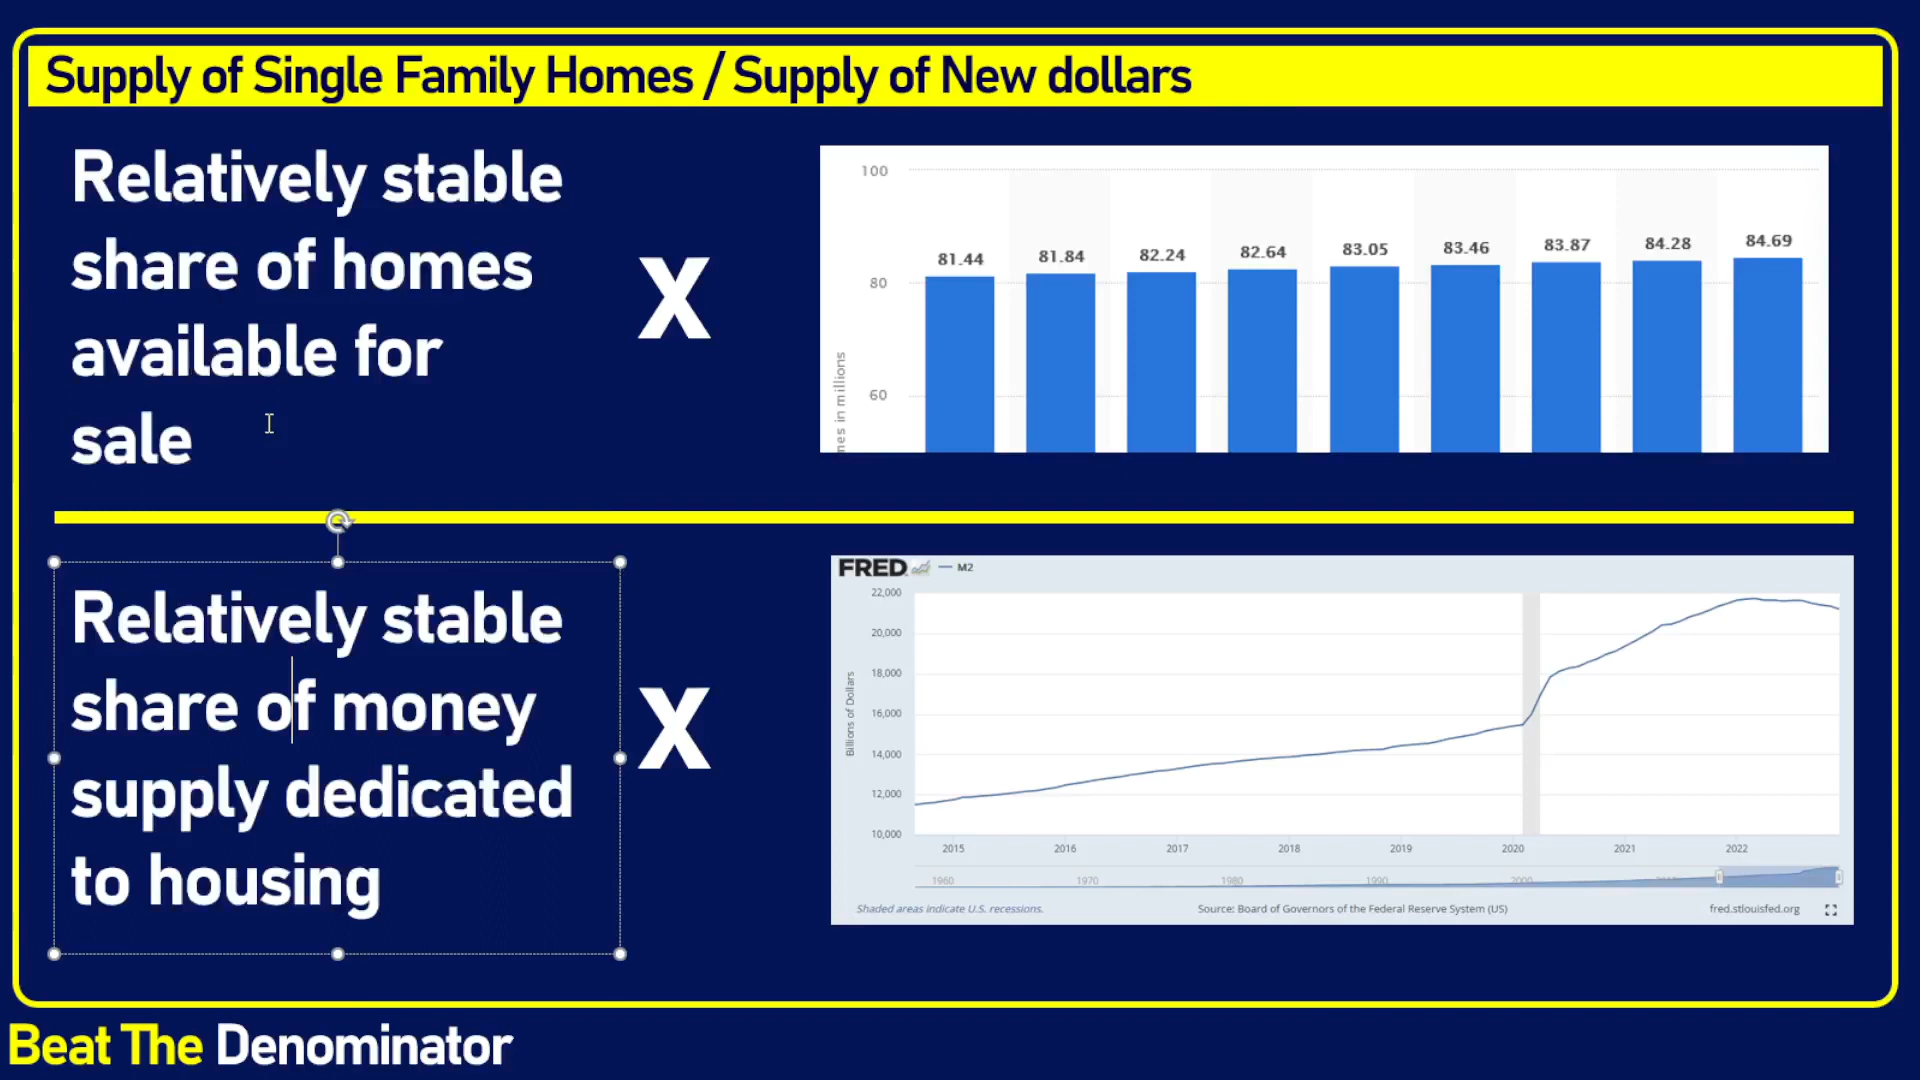 Supply of Single Family Homes / Supply of New dollars
Relatively stable
share of homes
available for
sale
X
100
80
60
mes in millions
81.44
81.84
82.24
82.64
83.05
83.46
83.87
84.28
84.69
Relatively stable
share of money
supply dedicated
to housing
X
FRED
M2
22,000
20,000
18,000
16,000
14,000
12,000
10,000
Billions of Dollars
2015
2016
2017
2018
2019
2020
2021
2022
1960
1970
1980
1990
2000
Shaded areas indicate U.S. recessions.
Source: Board of Governors of the Federal Reserve System (US)
fred.stlouisfed.org
Beat The Denominator